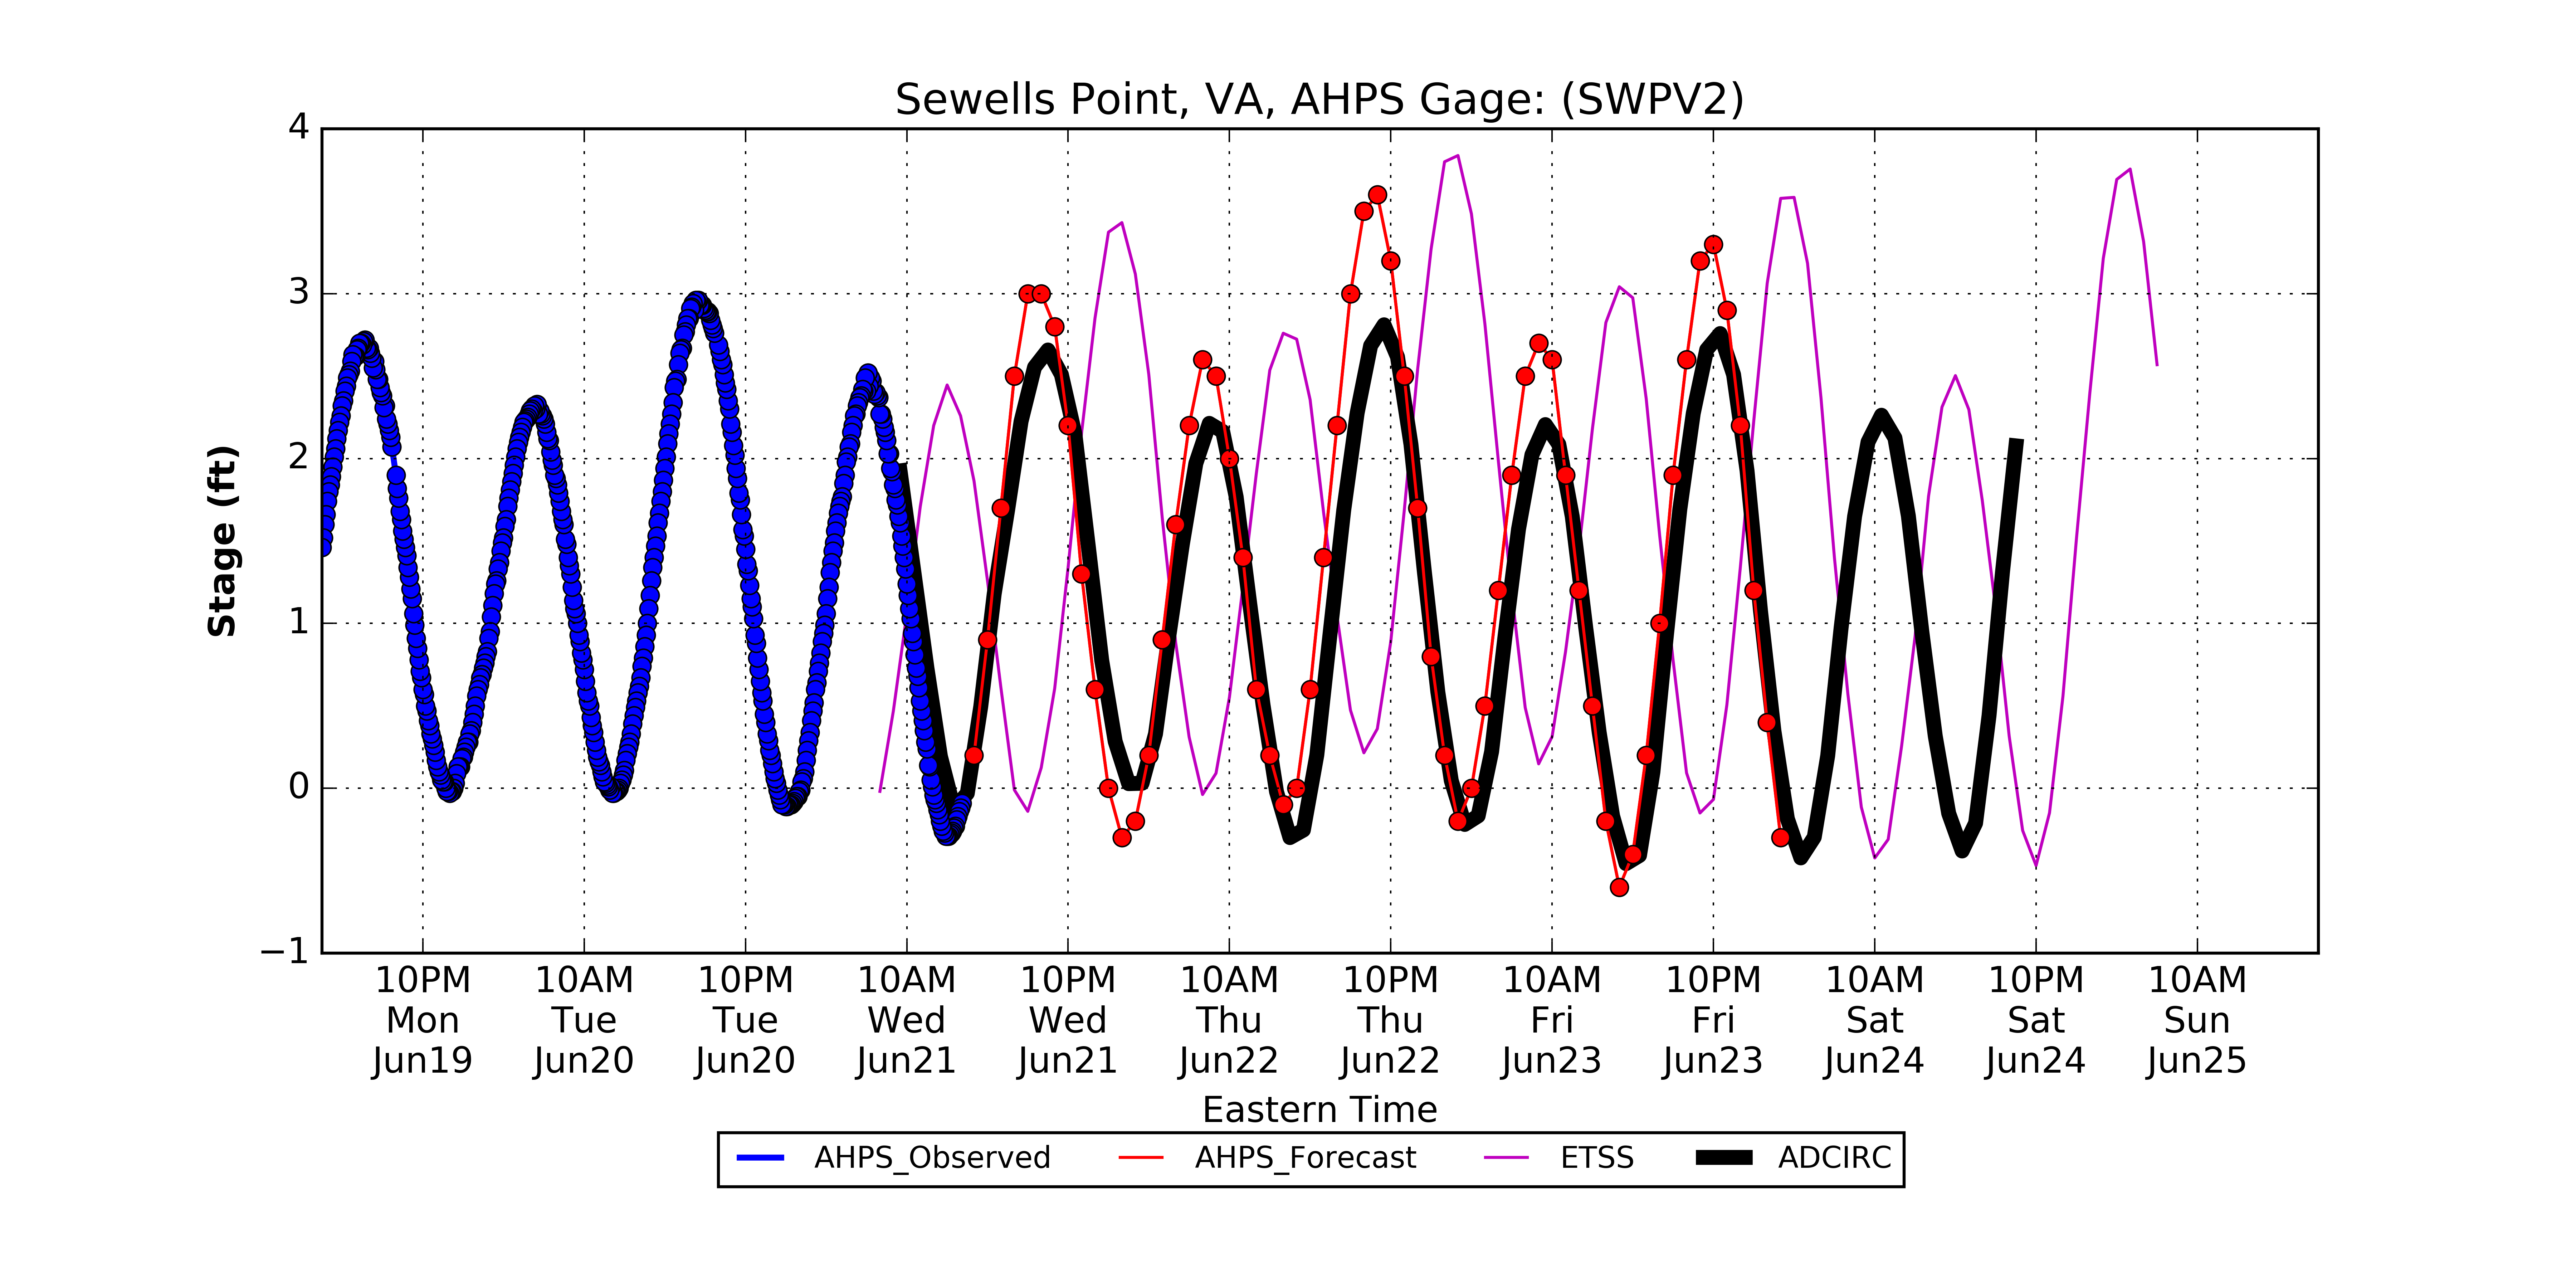 Sewells Point, VA, AHPS Gage: (SWPV2)
4
3
2
1
0
−1
Stage (ft)
10PM 10AM 10PM 10AM 10PM 10AM 10PM 10AM 10PM 10AM 10PM 10AM
Mon Tue Tue Wed Wed Thu Thu Fri Fri Sat Sat Sun
Jun19 Jun20 Jun20 Jun21 Jun21 Jun22 Jun22 Jun23 Jun23 Jun24 Jun24 Jun25
Eastern Time
AHPS_Observed AHPS_Forecast ETSS ADCIRC